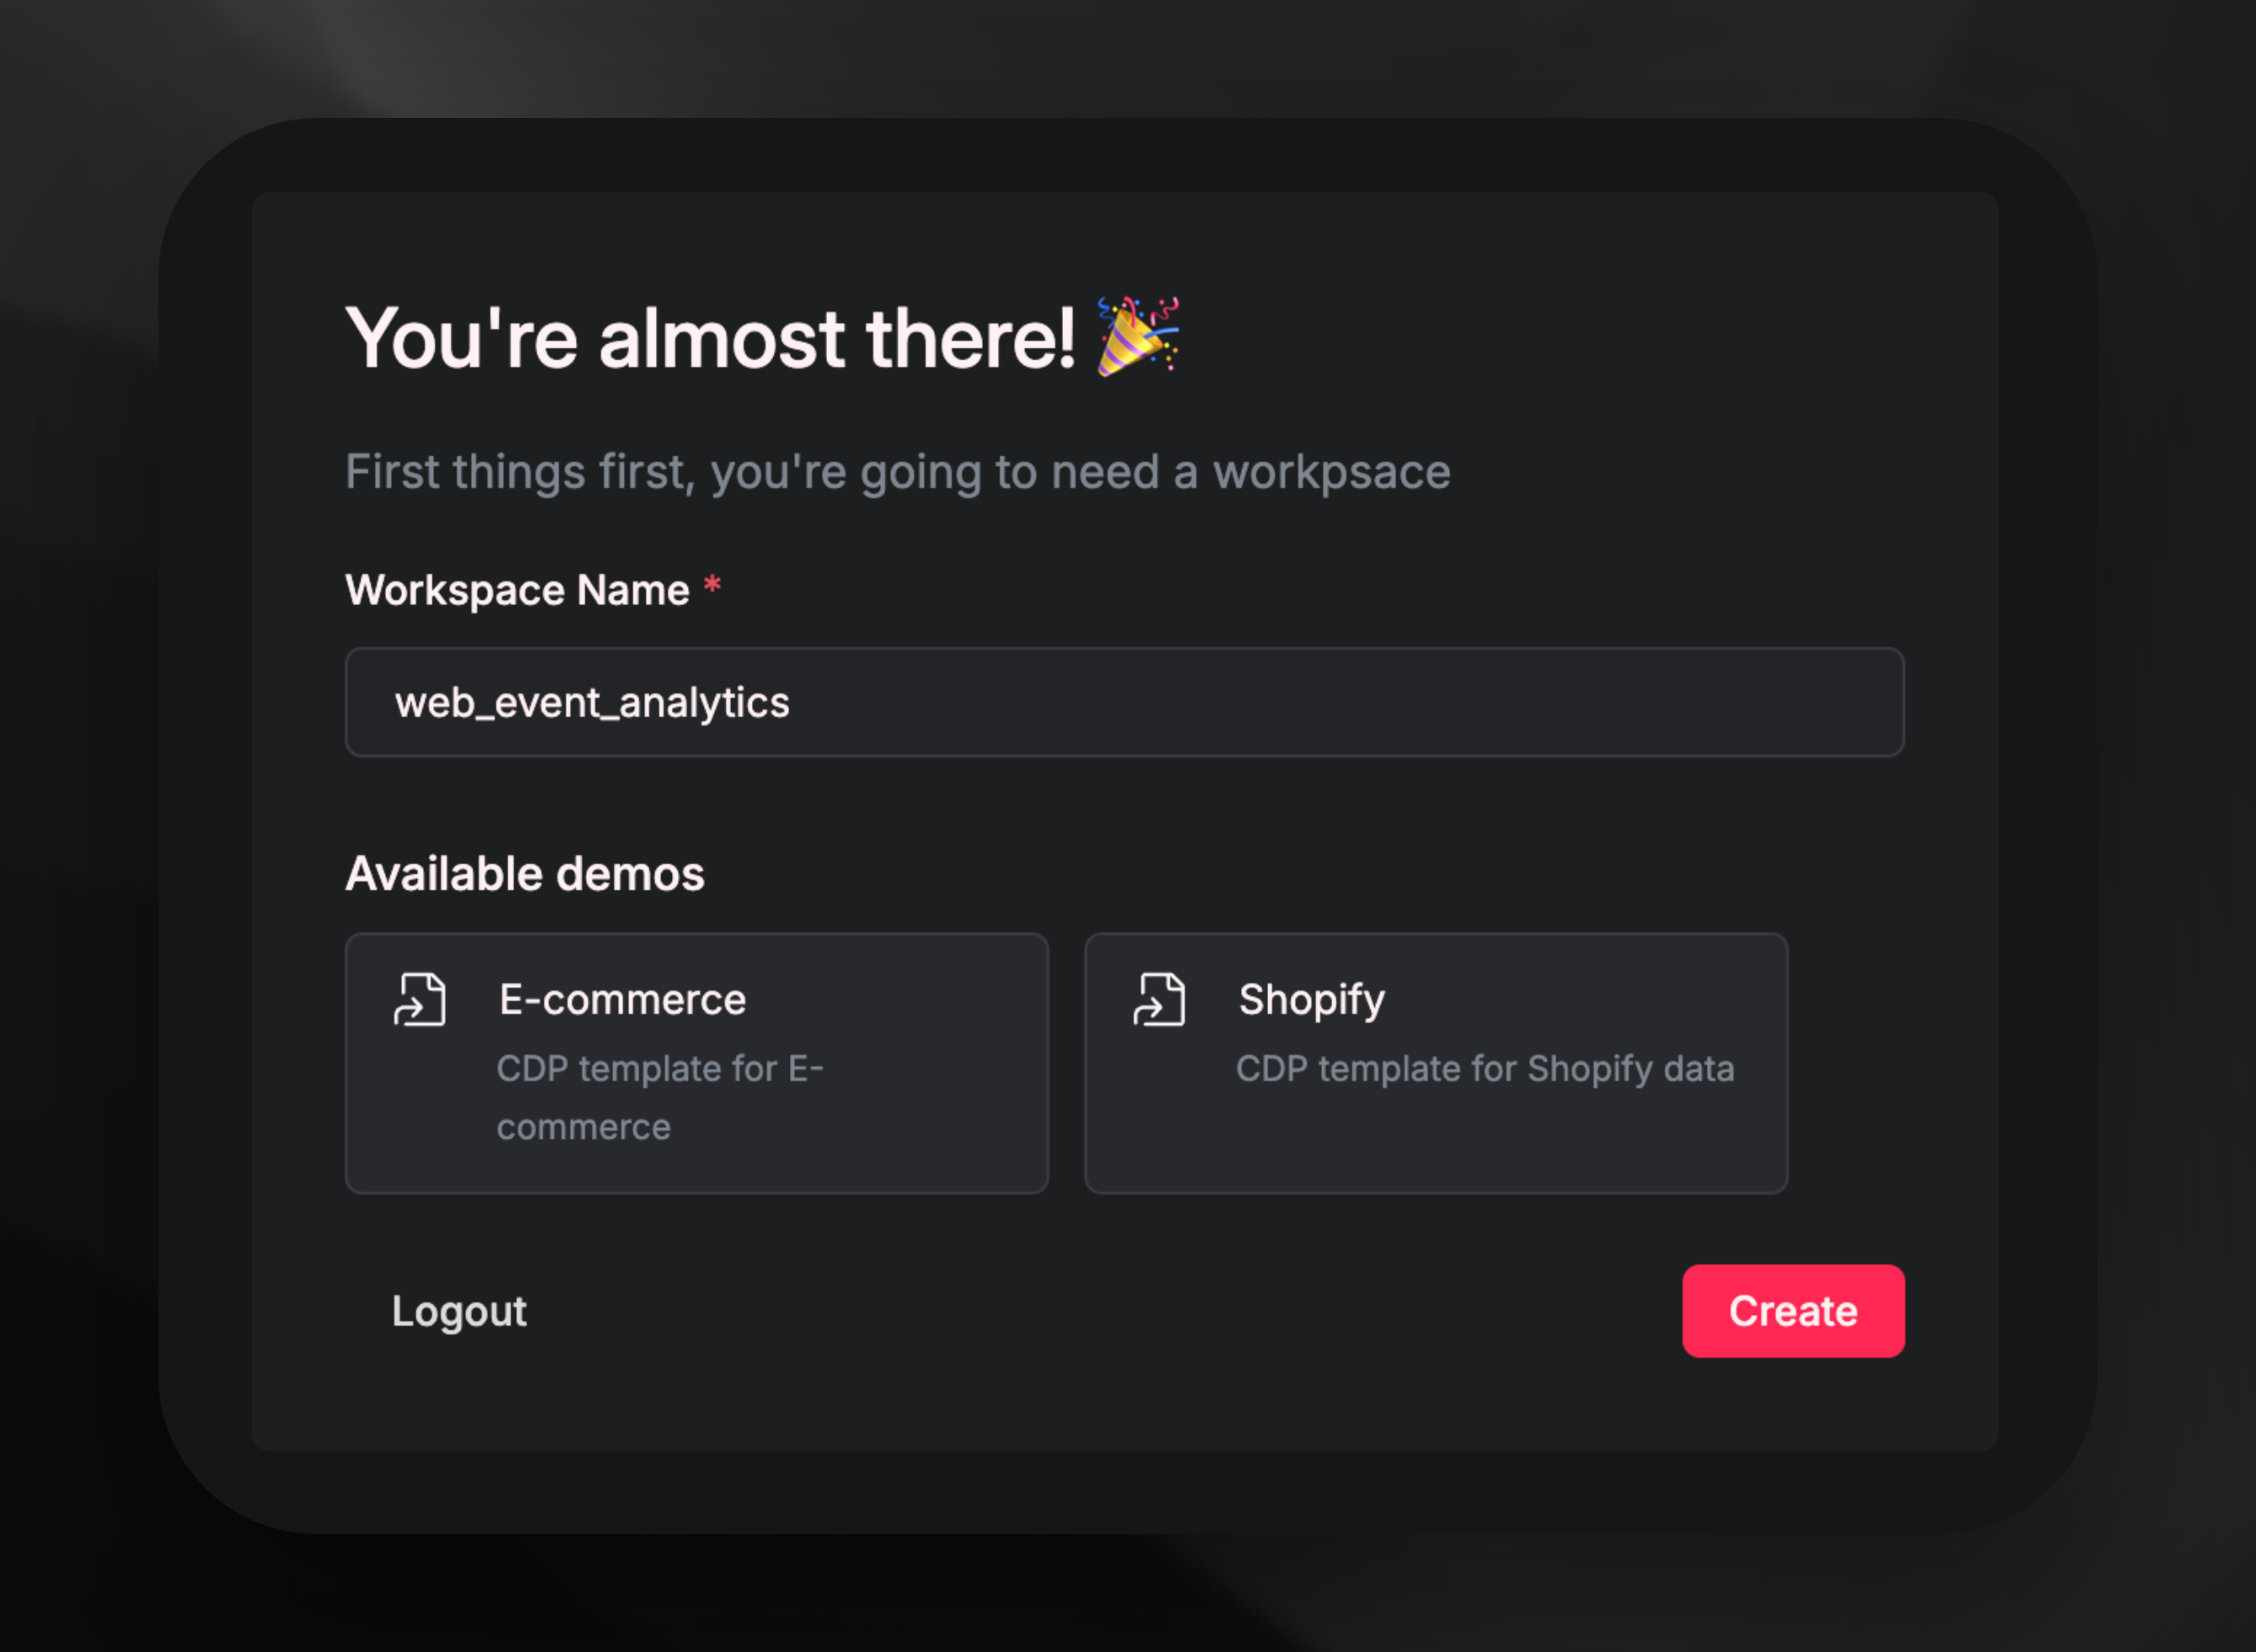 You're almost there! 🎉
First things first, you're going to need a workpsace
Workspace Name *
web_event_analytics
Available demos
E-commerce
CDP template for E-
commerce
Shopify
CDP template for Shopify data
Logout
Create